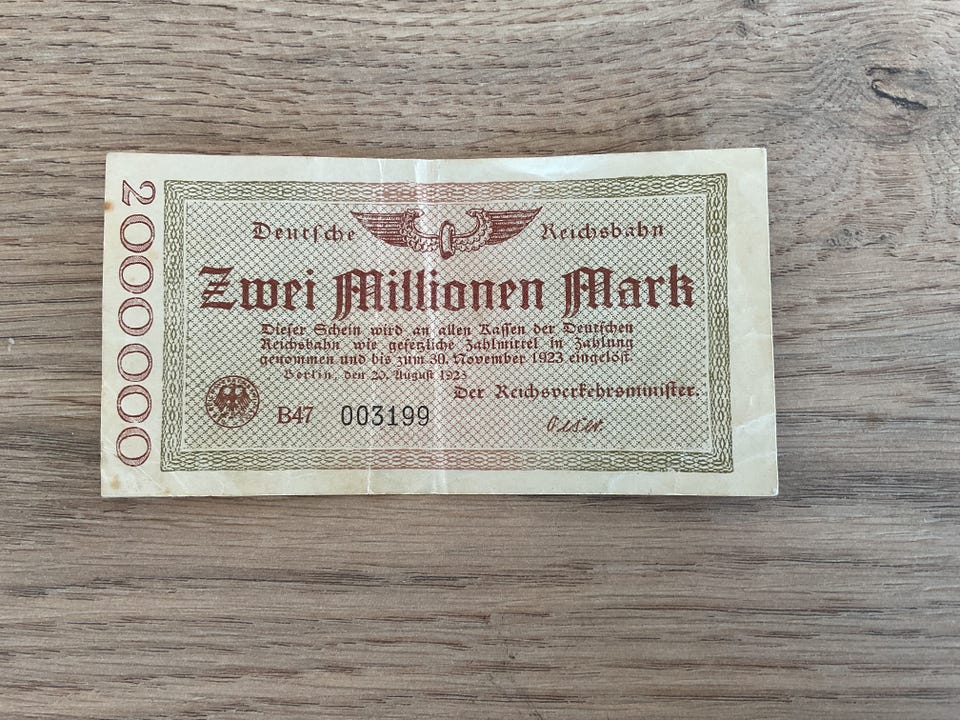 2000000
Deutsche Reichsbahn
Zwei Millionen Mark
Dieser Schein wird an allen Kassen der Deutschen
Reichsbahn wie gesetzliche Zahlmittel in Zahlung
genommen und bis zum 30. November 1923 eingelöst.
Berlin, den 20. August 1923
Der Reichsverkehrsminister.
B47 003199
Oeser